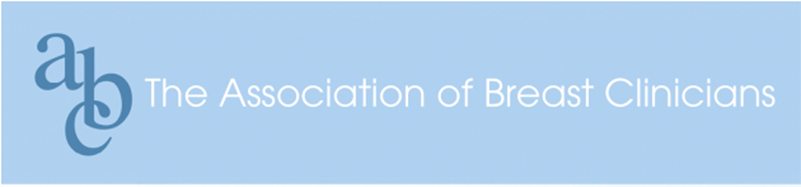 abc The Association of Breast Clinicians